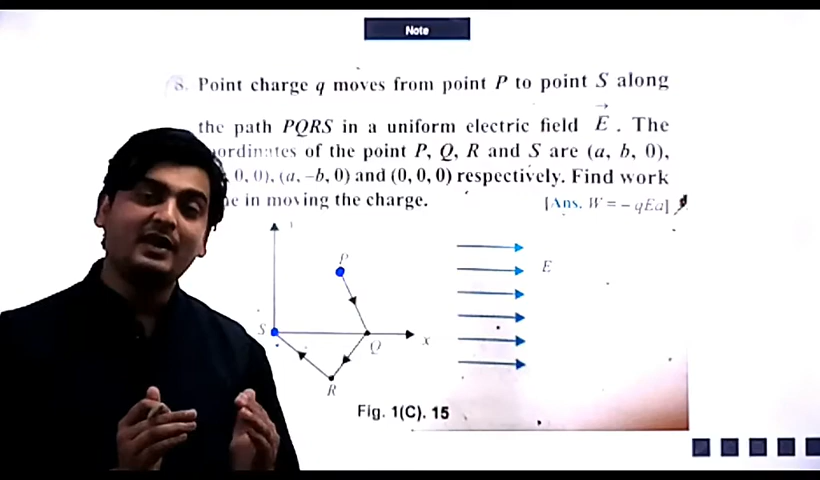 Note
8. Point charge q moves from point P to point S along
the path PQRS in a uniform electric field E⃗ . The
ordinates of the point P, Q, R and S are (a, b, 0),
0, 0), (a, –b, 0) and (0, 0, 0) respectively. Find work
e in moving the charge. [Ans. W = – qEa]
P
E
S
Q
x
R
Fig. 1(C). 15